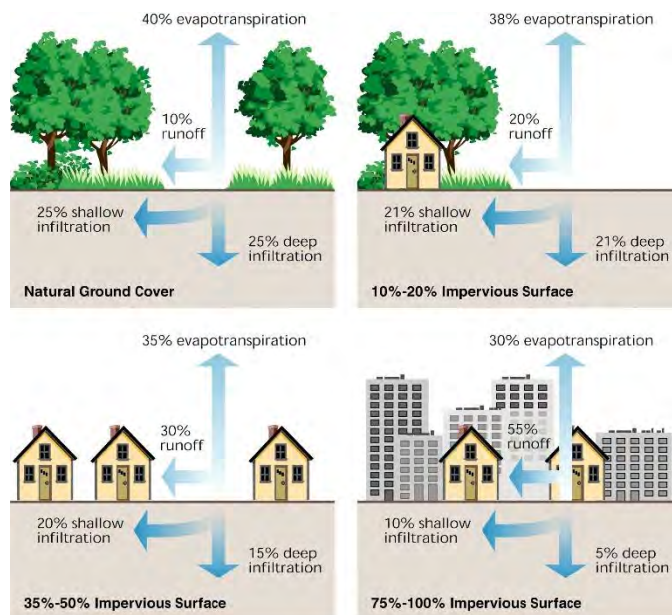 40% evapotranspiration
10%
runoff
25% shallow
infiltration
25% deep
infiltration
Natural Ground Cover
38% evapotranspiration
20%
runoff
21% shallow
infiltration
21% deep
infiltration
10%-20% Impervious Surface
35% evapotranspiration
30%
runoff
20% shallow
infiltration
15% deep
infiltration
35%-50% Impervious Surface
30% evapotranspiration
55%
runoff
10% shallow
infiltration
5% deep
infiltration
75%-100% Impervious Surface